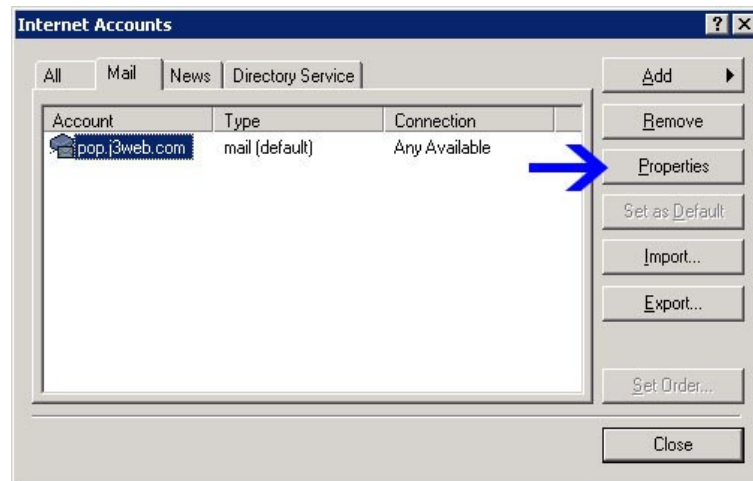 Internet Accounts
All Mail News Directory Service
Account Type Connection
pop.j3web.com mail (default) Any Available
Add
Remove
Properties
Set as Default
Import...
Export...
Set Order...
Close